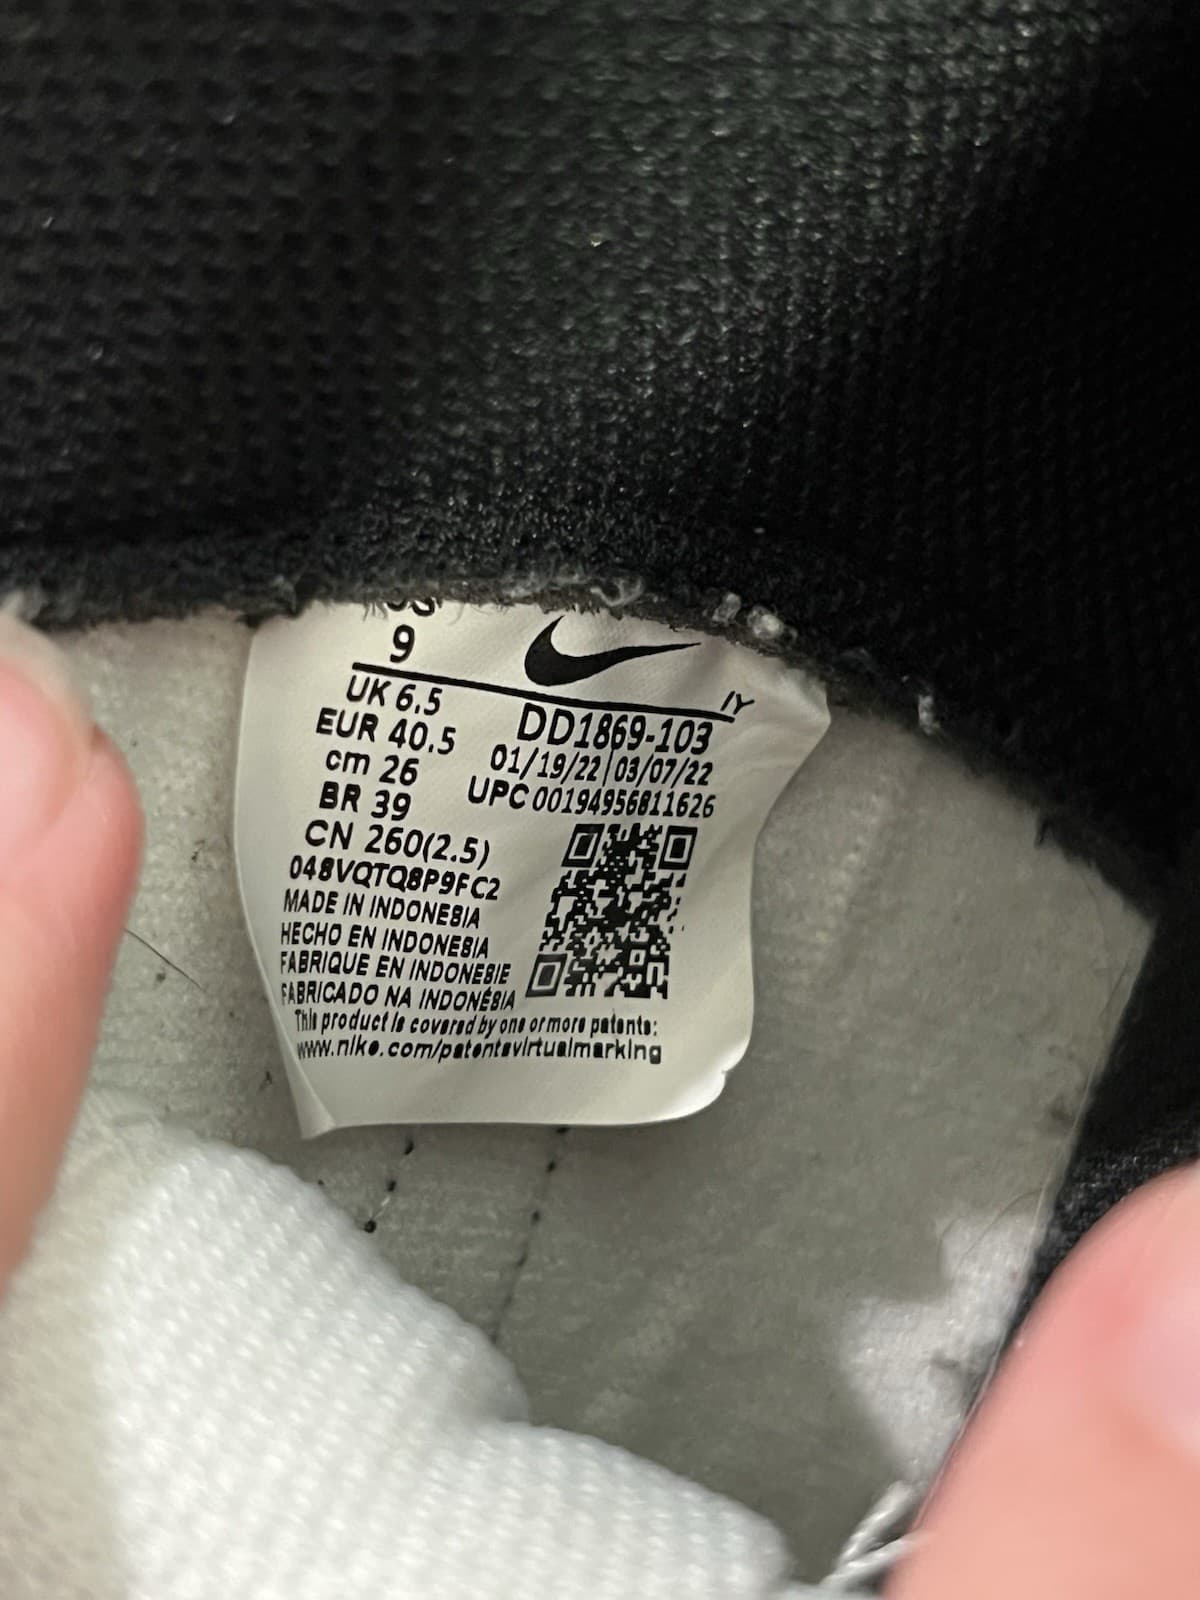 US
9
UK 6.5
EUR 40.5
cm 26
BR 39
CN 260(2.5)
048VQTQ8P9FC2
MADE IN INDONESIA
HECHO EN INDONESIA
FABRIQUE EN INDONESIE
FABRICADO NA INDONÉSIA
This product is covered by one or more patents:
www.nike.com/patentsvirtualmarking
IY
DD1869-103
01/19/22 | 03/07/22
UPC 00194956811626